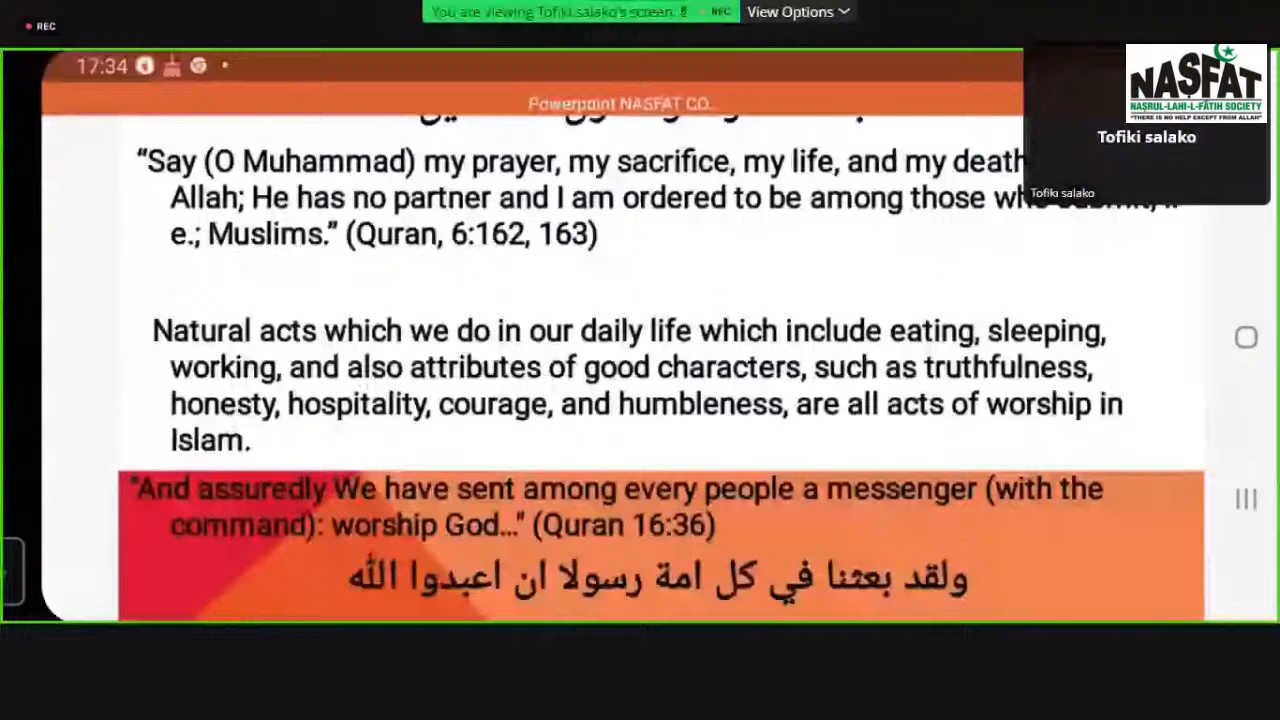 REC
You are viewing Tofiki salako's screen REC View Options
17:34
NASFAT
NASRUL-LAHI-L-FATIH SOCIETY
"THERE IS NO HELP EXCEPT FROM ALLAH"
Tofiki salako
Tofiki salako
Powerpoint NASFAT CO..
“Say (O Muhammad) my prayer, my sacrifice, my life, and my death
Allah; He has no partner and I am ordered to be among those who
e.; Muslims.” (Quran, 6:162, 163)
Natural acts which we do in our daily life which include eating, sleeping,
working, and also attributes of good characters, such as truthfulness,
honesty, hospitality, courage, and humbleness, are all acts of worship in
Islam.
"And assuredly We have sent among every people a messenger (with the
command): worship God…" (Quran 16:36)
ولقد بعثنا في كل امة رسولا ان اعبدوا الله